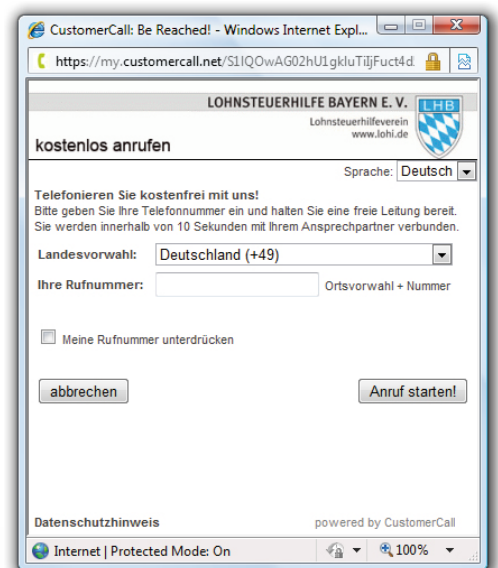 CustomerCall: Be Reached! - Windows Internet Expl...
https://my.customercall.net/S1IQOwAG02hU1gkluTiIjFuct4d
LOHNSTEUERHILFE BAYERN E. V.
LHB
Lohnsteuerhilfeverein
www.lohi.de
kostenlos anrufen
Sprache: Deutsch
Telefonieren Sie kostenfrei mit uns!
Bitte geben Sie Ihre Telefonnummer ein und halten Sie eine freie Leitung bereit.
Sie werden innerhalb von 10 Sekunden mit Ihrem Ansprechpartner verbunden.
Landesvorwahl: Deutschland (+49)
Ihre Rufnummer: Ortsvorwahl + Nummer
Meine Rufnummer unterdrücken
abbrechen Anruf starten!
Datenschutzhinweis powered by CustomerCall
Internet | Protected Mode: On 100%